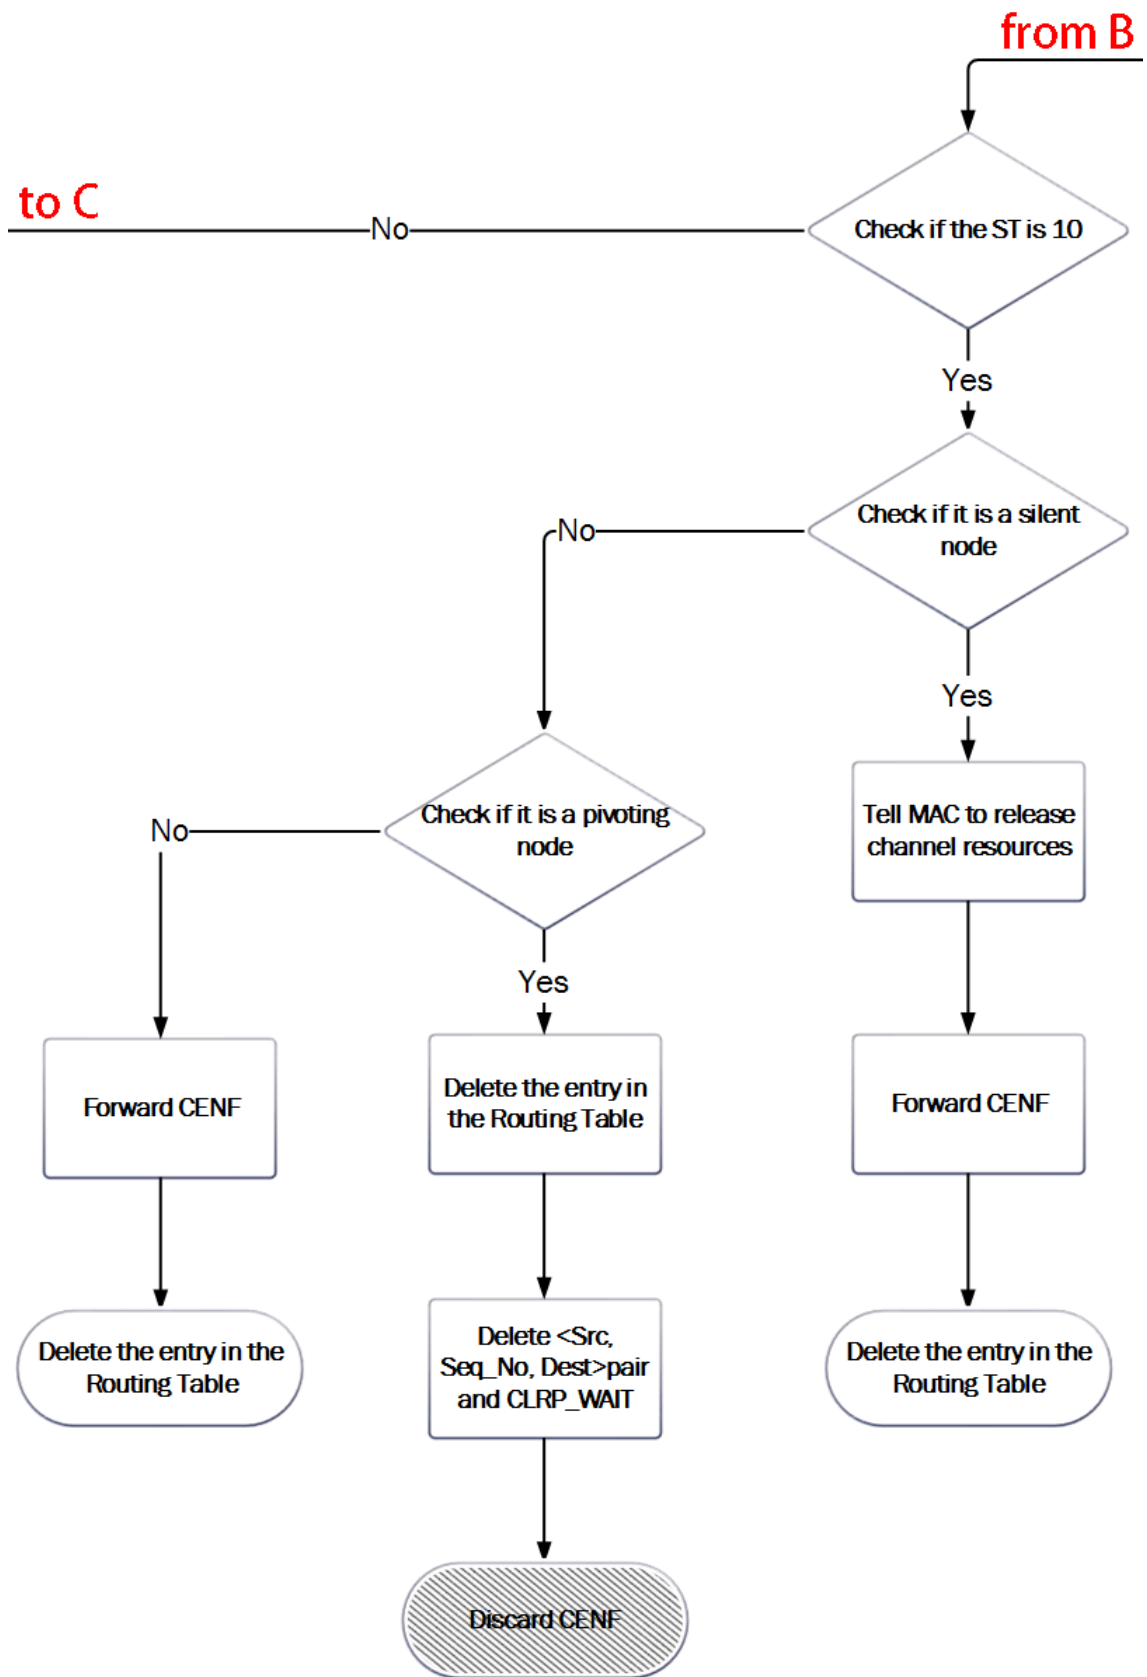 from B
to C
No
Check if the ST is 10
Yes
Check if it is a silent
node
No
Yes
Check if it is a pivoting
node
No
Tell MAC to release
channel resources
Yes
Forward CENF
Delete the entry in
the Routing Table
Forward CENF
Delete the entry in the
Routing Table
Delete <Src,
Seq_No, Dest>pair
and CLRP_WAIT
Delete the entry in the
Routing Table
Discard CENF